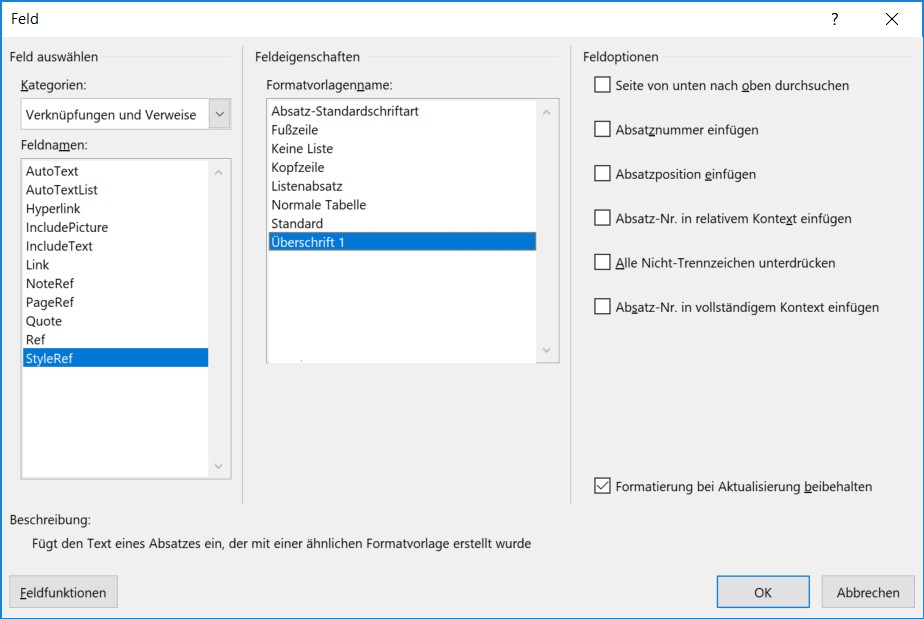 Feld
?
Feld auswählen
Kategorien:
Verknüpfungen und Verweise
Feldnamen:
AutoText
AutoTextList
Hyperlink
IncludePicture
IncludeText
Link
NoteRef
PageRef
Quote
Ref
StyleRef
Feldeigenschaften
Formatvorlagenname:
Absatz-Standardschriftart
Fußzeile
Keine Liste
Kopfzeile
Listenabsatz
Normale Tabelle
Standard
Überschrift 1
Feldoptionen
Seite von unten nach oben durchsuchen
Absatznummer einfügen
Absatzposition einfügen
Absatz-Nr. in relativem Kontext einfügen
Alle Nicht-Trennzeichen unterdrücken
Absatz-Nr. in vollständigem Kontext einfügen
Formatierung bei Aktualisierung beibehalten
Beschreibung:
Fügt den Text eines Absatzes ein, der mit einer ähnlichen Formatvorlage erstellt wurde
Feldfunktionen
OK
Abbrechen